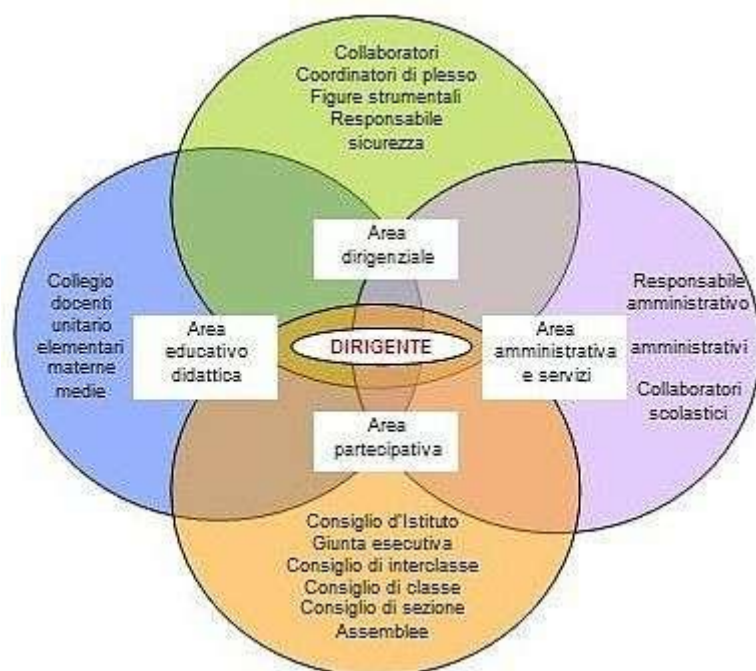 Collaboratori
Coordinatori di plesso
Figure strumentali
Responsabile
sicurezza
Area
dirigenziale
Collegio
docenti
unitario
elementari
materne
medie
Area
educativo
didattica
DIRIGENTE
Area
amministrativa
e servizi
Responsabile
amministrativo
amministrativi
Collaboratori
scolastici
Area
partecipativa
Consiglio d'Istituto
Giunta esecutiva
Consiglio di interclasse
Consiglio di classe
Consiglio di sezione
Assemblee